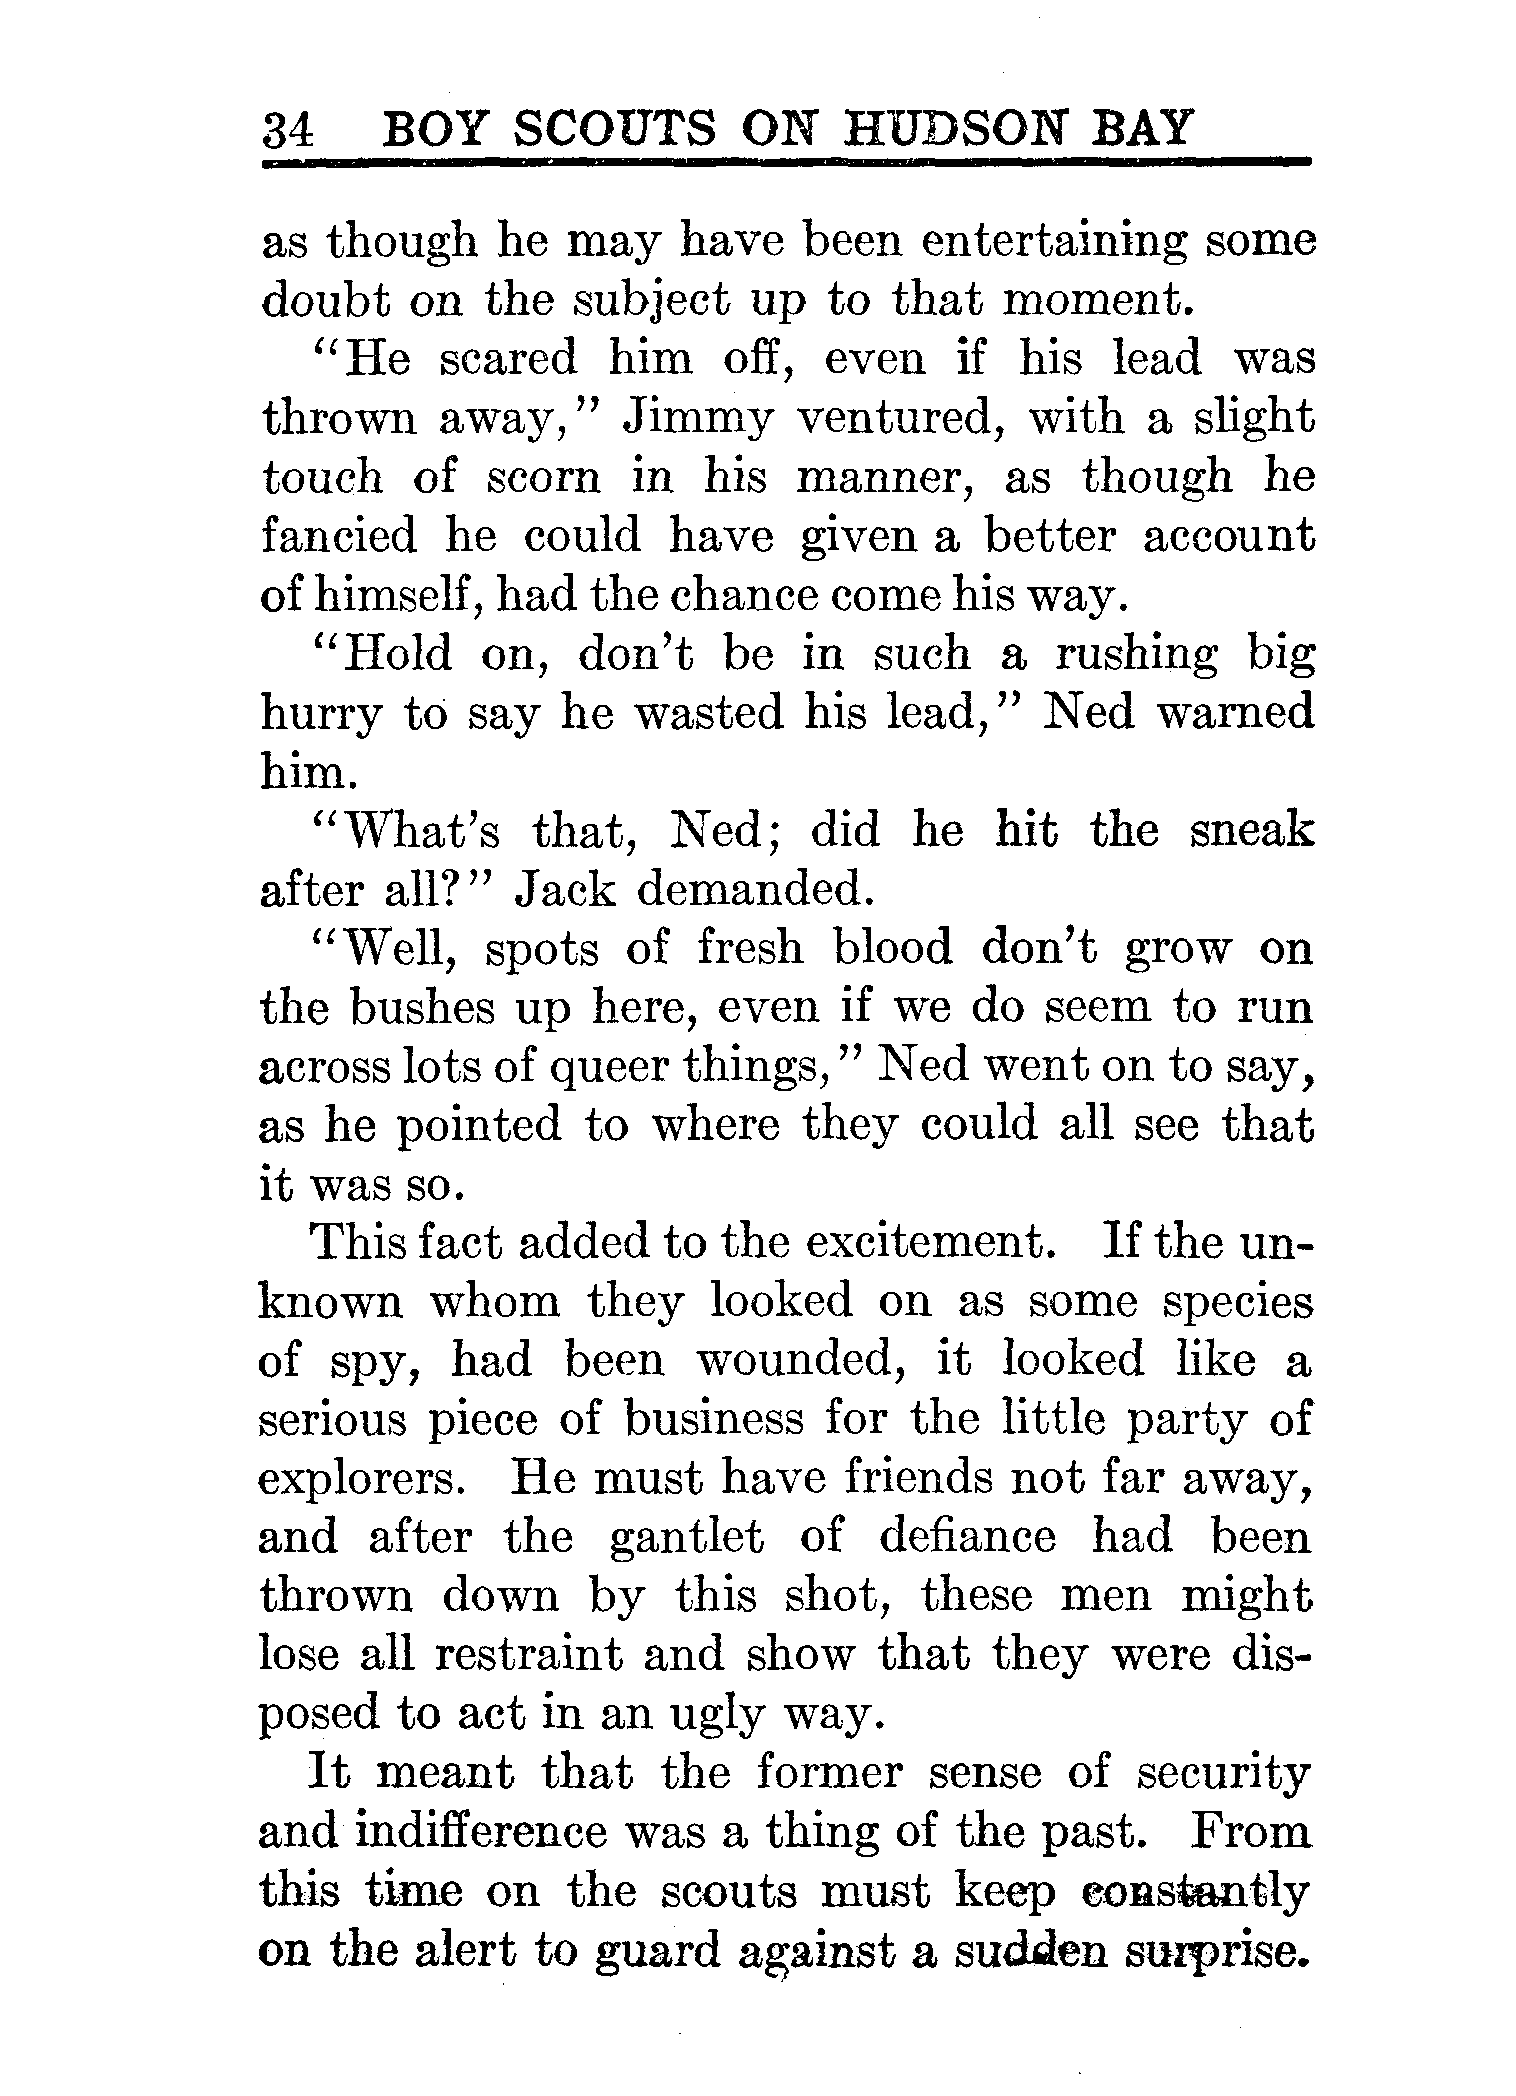 34 BOY SCOUTS ON HUDSON BAY
as though he may have been entertaining some
doubt on the subject up to that moment.
“He scared him off, even if his lead was
thrown away,” Jimmy ventured, with a slight
touch of scorn in his manner, as though he
fancied he could have given a better account
of himself, had the chance come his way.
“Hold on, don’t be in such a rushing big
hurry to say he wasted his lead,” Ned warned
him.
“What’s that, Ned; did he hit the sneak
after all?” Jack demanded.
“Well, spots of fresh blood don’t grow on
the bushes up here, even if we do seem to run
across lots of queer things,” Ned went on to say,
as he pointed to where they could all see that
it was so.
This fact added to the excitement. If the un-
known whom they looked on as some species
of spy, had been wounded, it looked like a
serious piece of business for the little party of
explorers. He must have friends not far away,
and after the gantlet of defiance had been
thrown down by this shot, these men might
lose all restraint and show that they were dis-
posed to act in an ugly way.
It meant that the former sense of security
and indifference was a thing of the past. From
this time on the scouts must keep constantly
on the alert to guard against a sudden surprise.